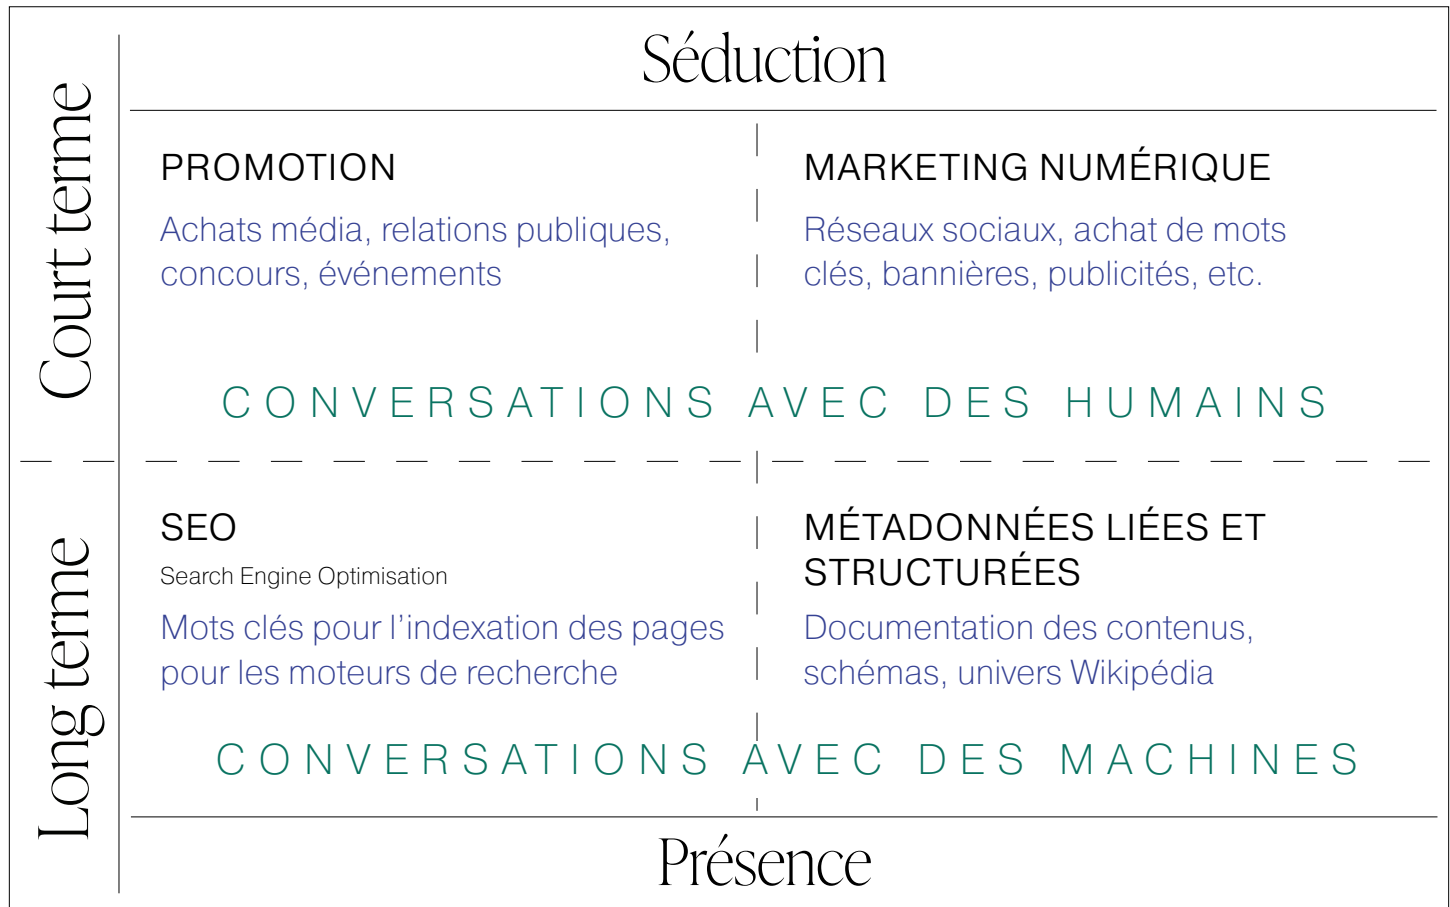 Séduction
Court terme
PROMOTION
Achats média, relations publiques,
concours, événements
MARKETING NUMÉRIQUE
Réseaux sociaux, achat de mots
clés, bannières, publicités, etc.
CONVERSATIONS AVEC DES HUMAINS
Long terme
SEO
Search Engine Optimisation
Mots clés pour l’indexation des pages
pour les moteurs de recherche
MÉTADONNÉES LIÉES ET
STRUCTURÉES
Documentation des contenus,
schémas, univers Wikipédia
CONVERSATIONS AVEC DES MACHINES
Présence